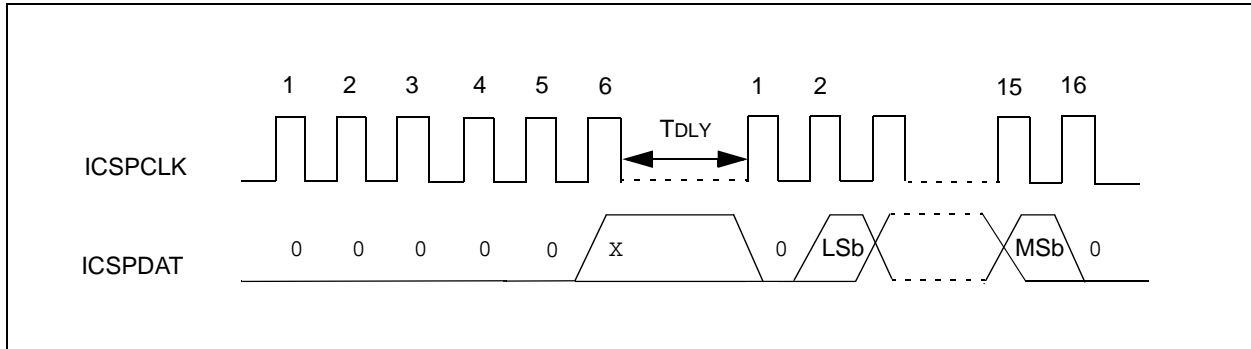 1 2 3 4 5 6 1 2 15 16
TDLY
ICSPCLK
ICSPDAT
0 0 0 0 0 X 0 LSb MSb 0